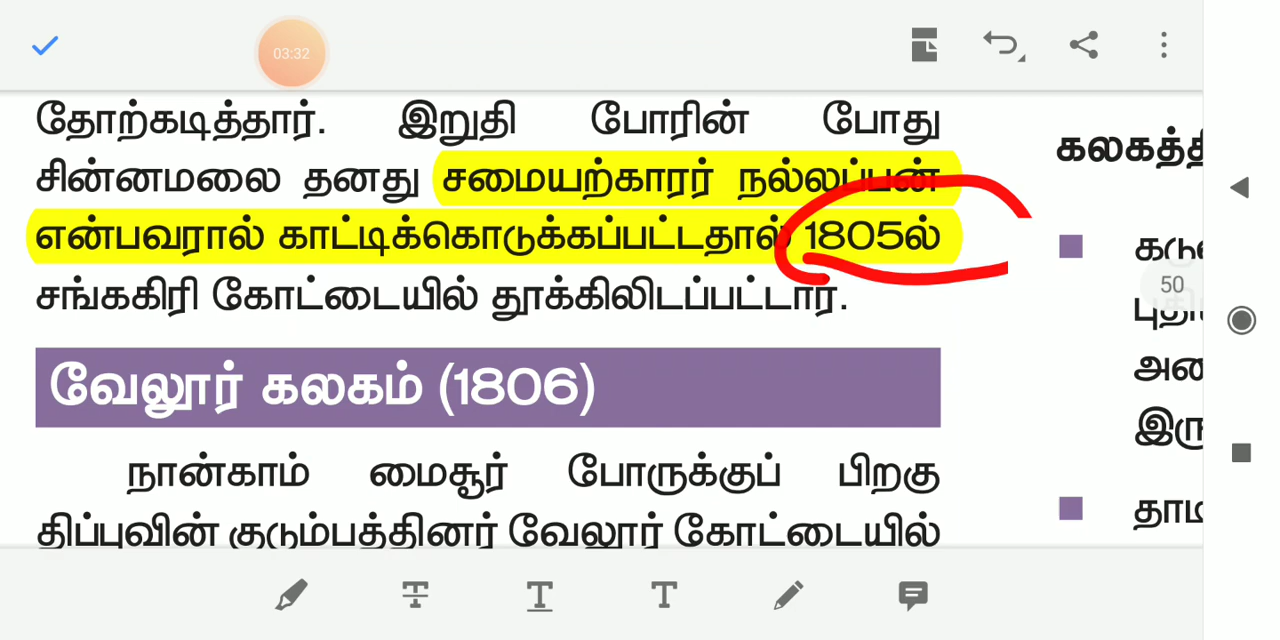 03:32
தோற்கடித்தார். இறுதி போரின் போது
சின்னமலை தனது சமையற்காரர் நல்லப்பன்
என்பவரால் காட்டிக்கொடுக்கப்பட்டதால் 1805ல்
சங்ககிரி கோட்டையில் தூக்கிலிடப்பட்டார்.
வேலூர் கலகம் (1806)
நான்காம் மைசூர் போருக்குப் பிறகு
திப்புவின் குடும்பத்தினர் வேலூர் கோட்டையில்
50